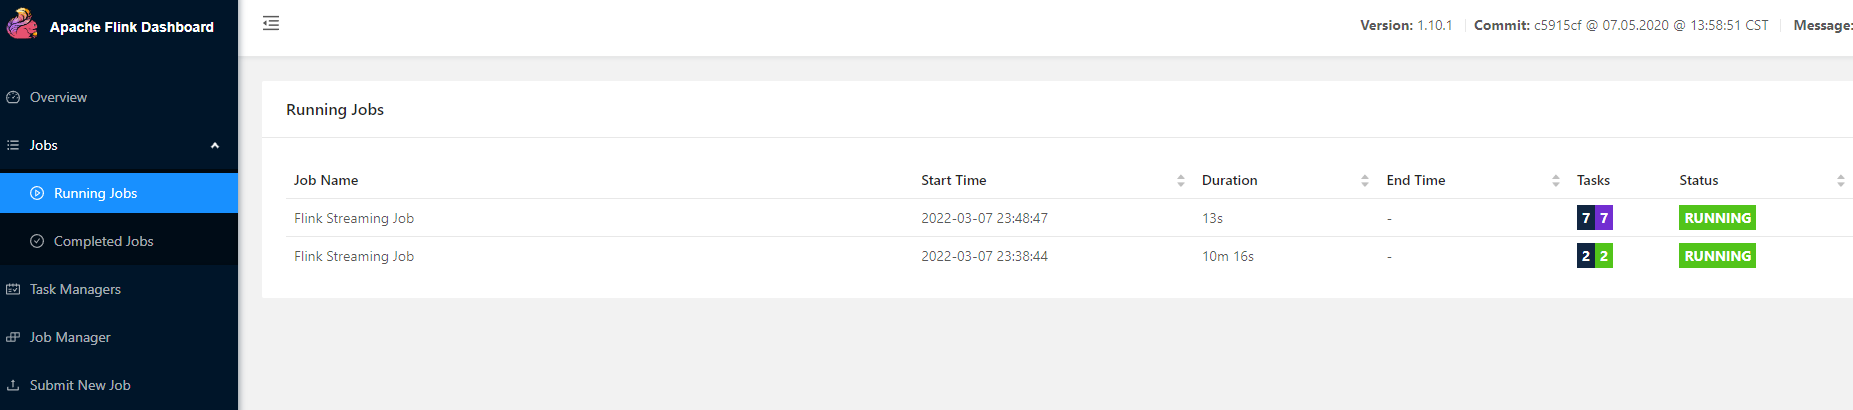 Apache Flink Dashboard
Version: 1.10.1 Commit: c5915cf @ 07.05.2020 @ 13:58:51 CST Message:
Overview
Jobs
Running Jobs
Completed Jobs
Task Managers
Job Manager
Submit New Job
Running Jobs
Job Name Start Time Duration End Time Tasks Status
Flink Streaming Job 2022-03-07 23:48:47 13s - 7 7 RUNNING
Flink Streaming Job 2022-03-07 23:38:44 10m 16s - 2 2 RUNNING